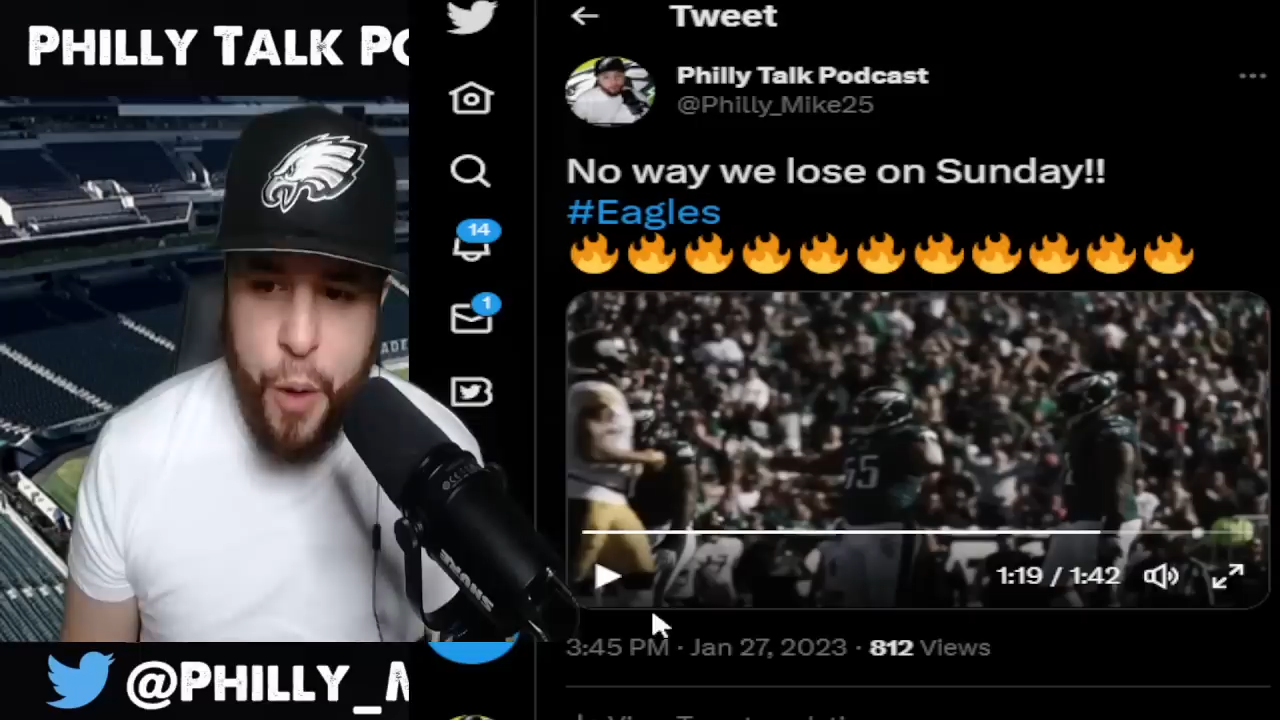 PHILLY TALK PO
Tweet
Philly Talk Podcast
@Philly_Mike25
No way we lose on Sunday!!
#Eagles
14
1
55
1:19 / 1:42
3:45 PM · Jan 27, 2023 · 812 Views
@PHILLY_M